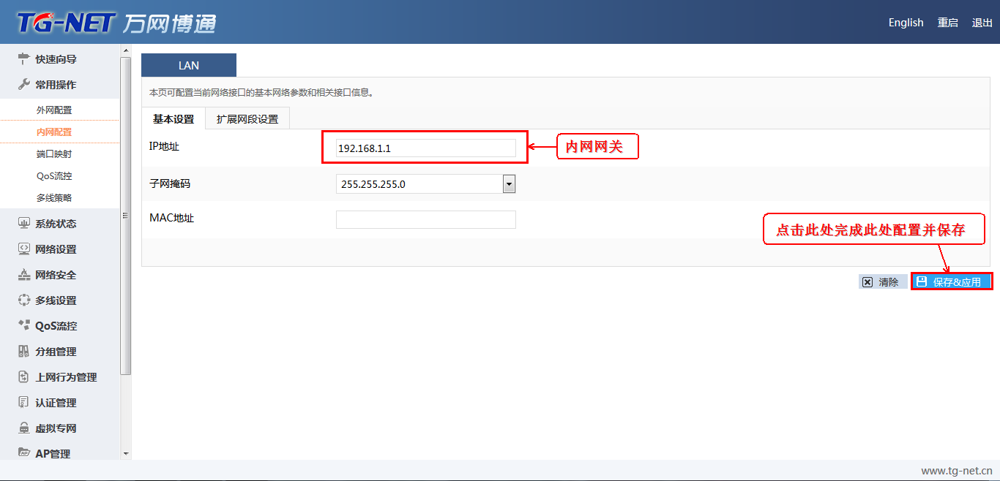 TG-NET 万网博通
English 重启 退出
快速向导
常用操作
外网配置
内网配置
端口映射
QoS流控
多线策略
系统状态
网络设置
网络安全
多线设置
QoS流控
分组管理
上网行为管理
认证管理
虚拟专网
AP管理
LAN
本页可配置当前网络接口的基本网络参数和相关接口信息。
基本设置 扩展网段设置
IP地址 192.168.1.1 内网网关
子网掩码 255.255.255.0
MAC地址
点击此处完成此处配置并保存
清除 保存&应用
www.tg-net.cn